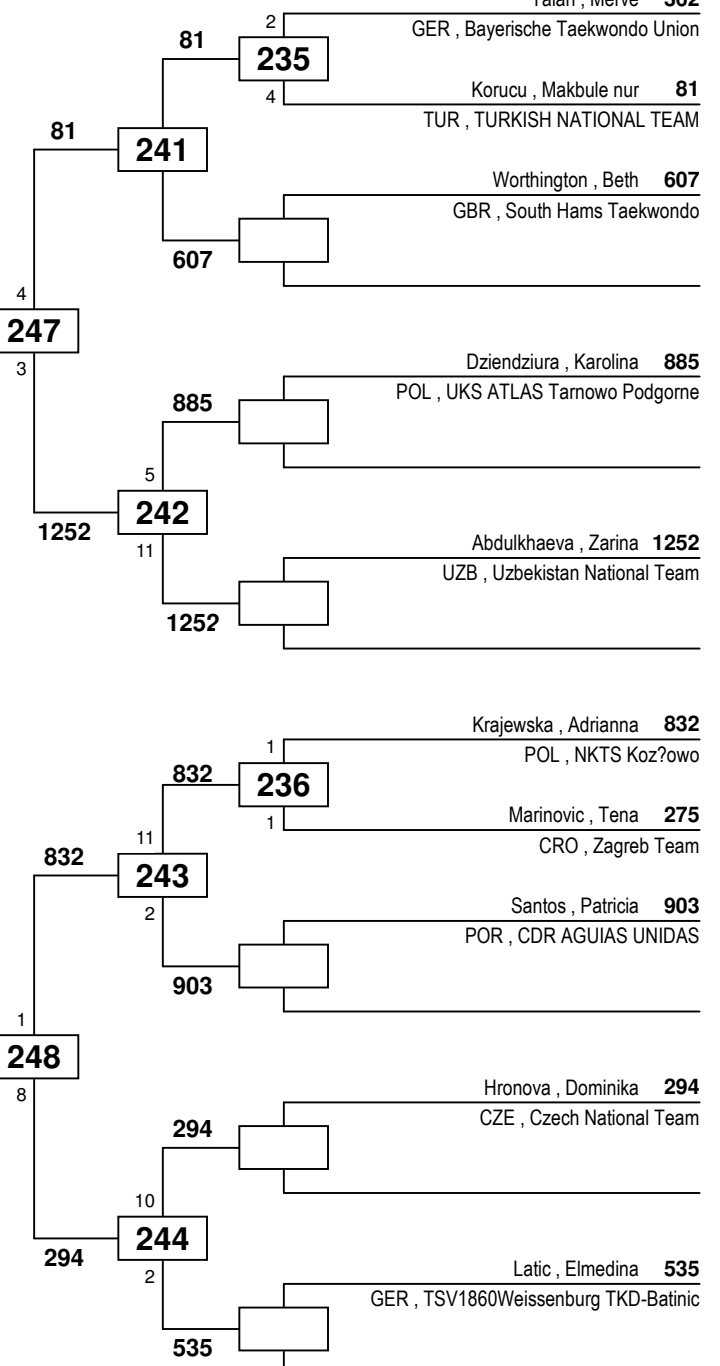 , Merve
2
GER , Bayerische Taekwondo Union
81
235
4
Korucu , Makbule nur 81
TUR , TURKISH NATIONAL TEAM
81
241
Worthington , Beth 607
GBR , South Hams Taekwondo
607
4
247
3
Dziendziura , Karolina 885
POL , UKS ATLAS Tarnowo Podgorne
885
5
242
11
1252
Abdulkhaeva , Zarina 1252
UZB , Uzbekistan National Team
1252
Krajewska , Adrianna 832
POL , NKTS Koz?owo
1
832
236
1
Marinovic , Tena 275
CRO , Zagreb Team
11
832
243
2
Santos , Patricia 903
POR , CDR AGUIAS UNIDAS
903
1
248
8
Hronova , Dominika 294
CZE , Czech National Team
294
10
244
2
294
Latic , Elmedina 535
GER , TSV1860Weissenburg TKD-Batinic
535